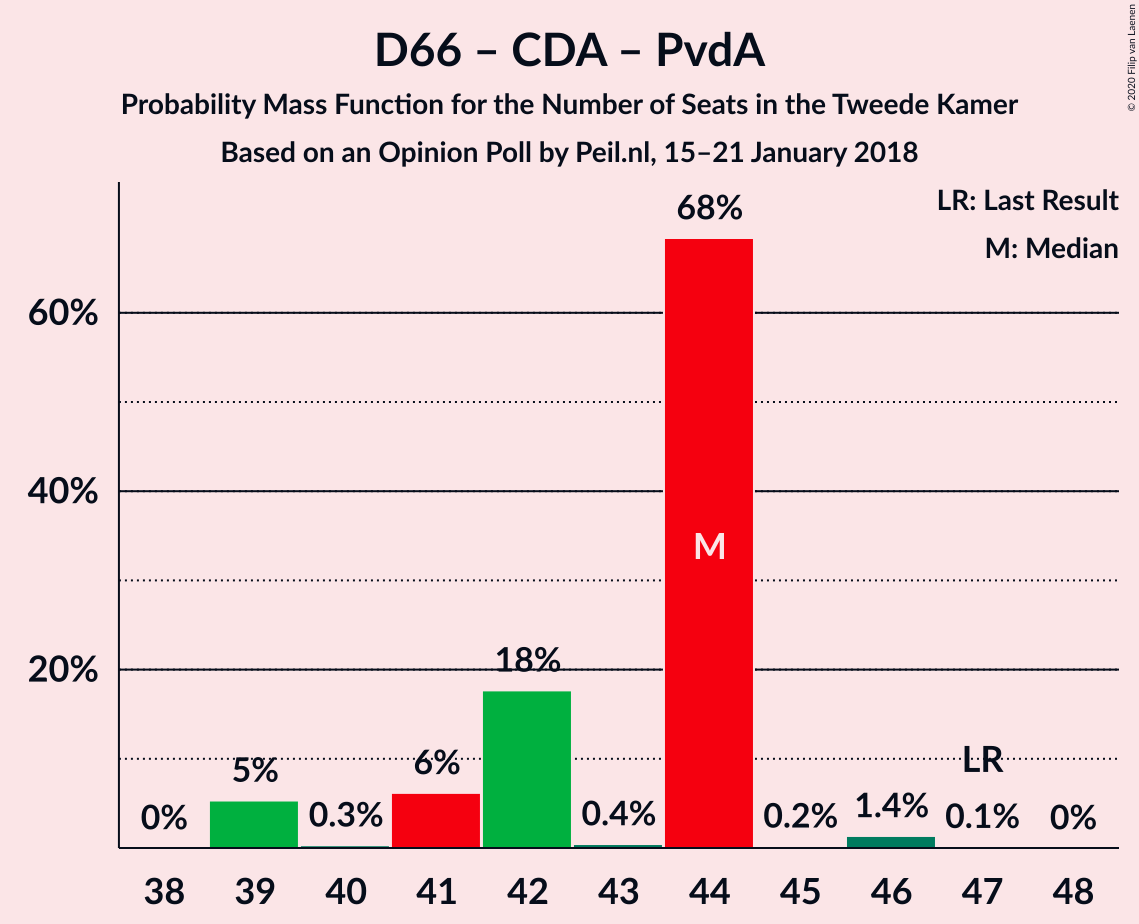 D66 – CDA – PvdA
Probability Mass Function for the Number of Seats in the Tweede Kamer
Based on an Opinion Poll by Peil.nl, 15–21 January 2018
© 2020 Filip van Laenen
LR: Last Result
M: Median
68%
60%
40%
M
20%
18%
5%
6%
LR
0%
0.3%
0.4%
0.2%
1.4%
0.1%
0%
38 39 40 41 42 43 44 45 46 47 48